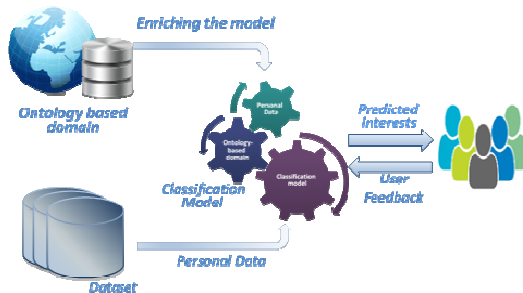 Enriching the model
Ontology based
domain
Personal
Data
Ontology-
based
domain
Classification
model
Classification
Model
Predicted
Interests
User
Feedback
Personal Data
Dataset